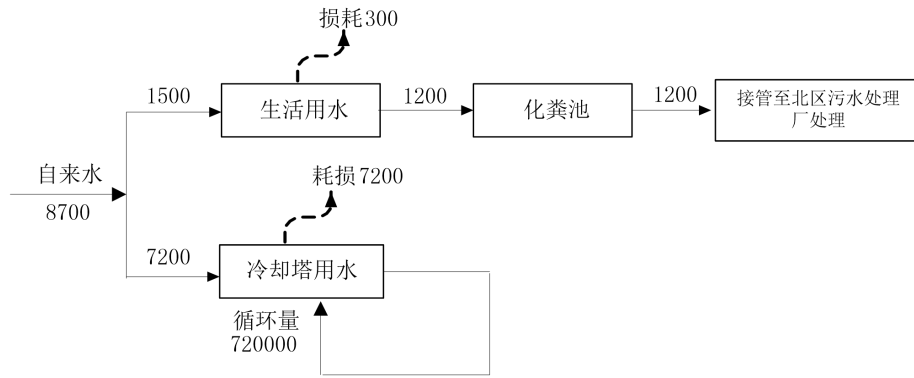 损耗300
1500
生活用水
1200
化粪池
1200
接管至北区污水处理
厂处理
自来水
8700
耗损7200
7200
冷却塔用水
循环量
720000